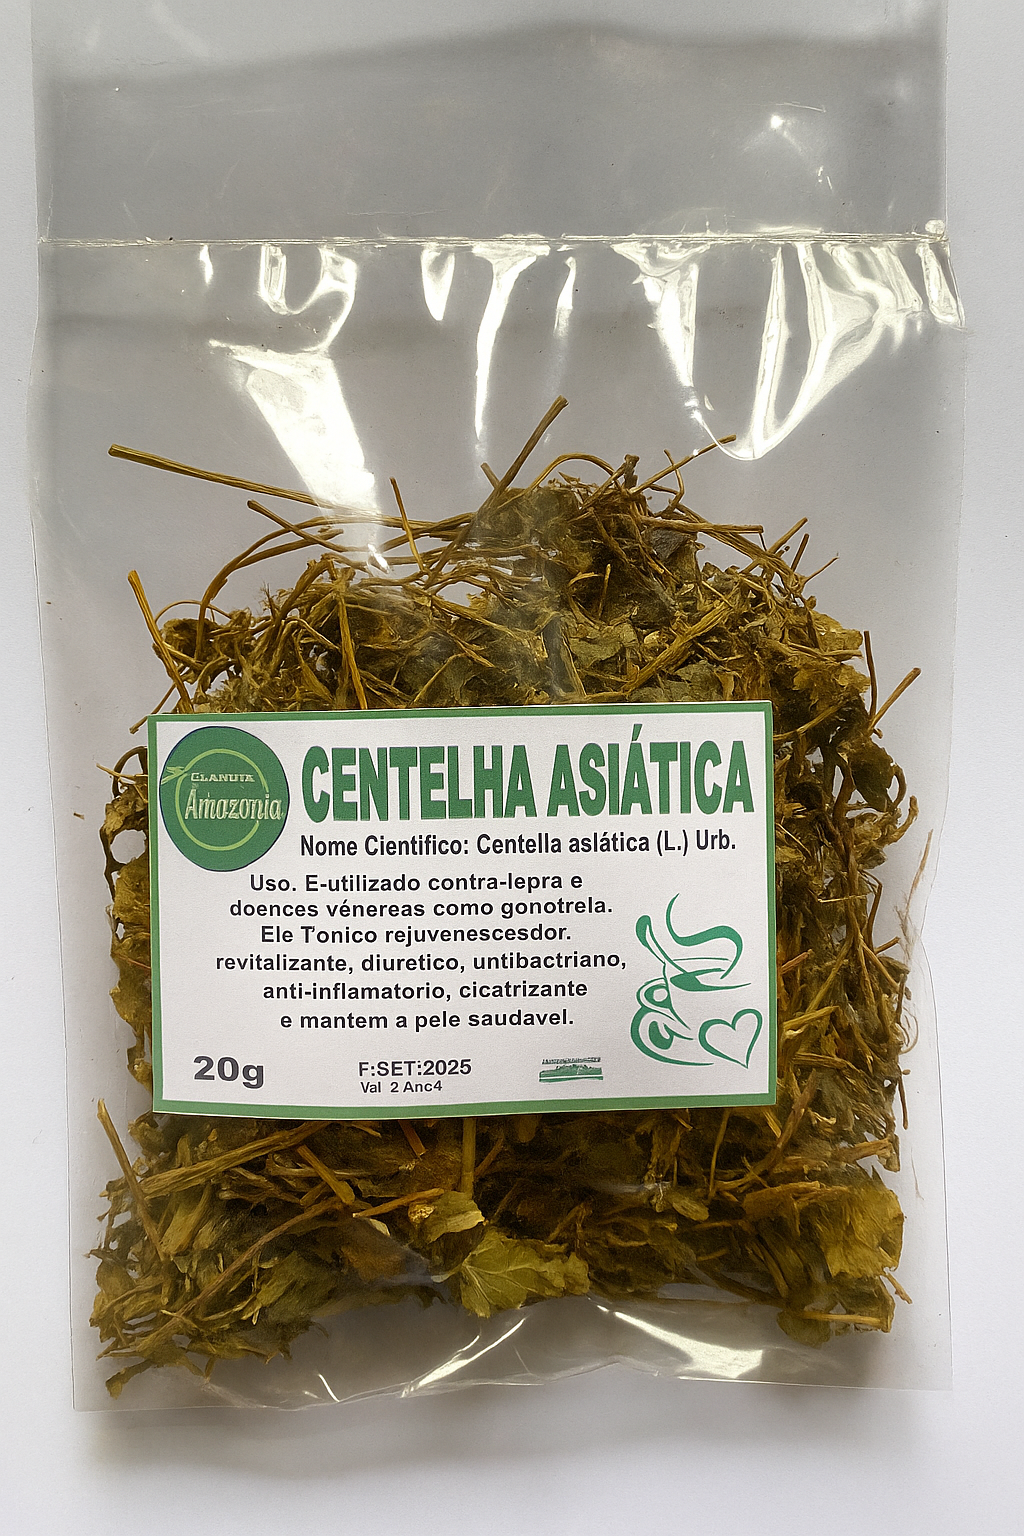 Amazonia
CENTELHA ASIÁTICA
Nome Cientifico: Centella aslática (L.) Urb.
Uso. E-utilizado contra-lepra e
doences vénereas como gonotrela.
Ele Tonico rejuvenescesdor.
revitalizante, diuretico, untibactriano,
anti-inflamatorio, cicatrizante
e mantem a pele saudavel.
20g
F:SET:2025
Val 2 Anc4